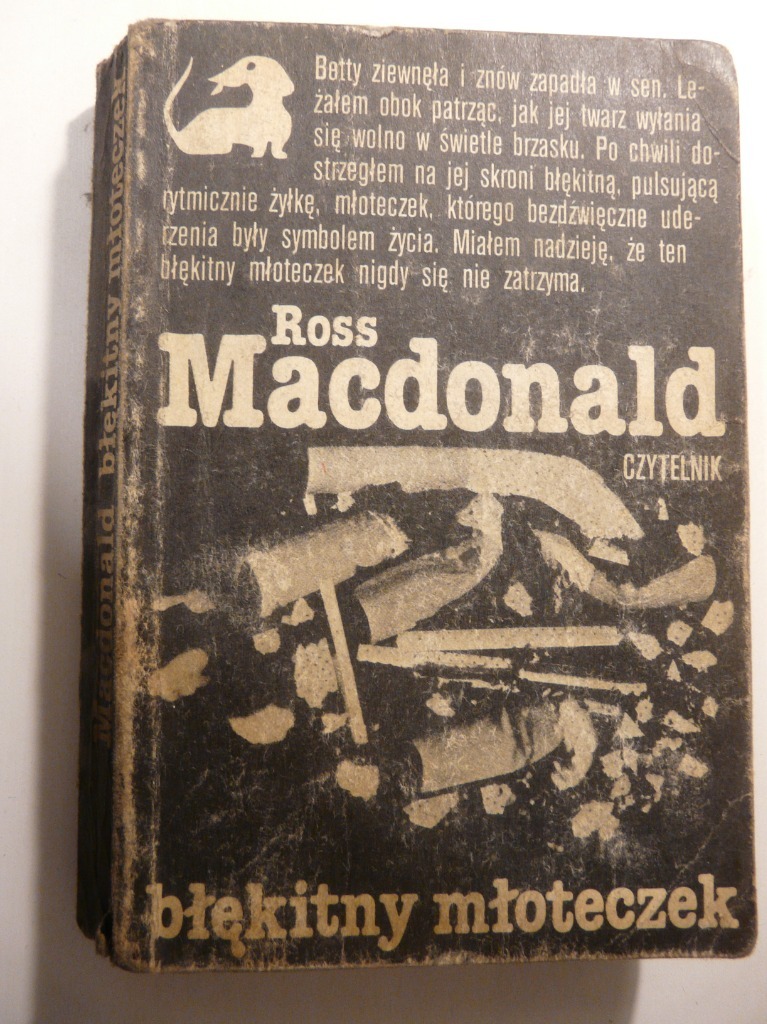 Betty ziewnęła i znów zapadła w sen. Le-
żałem obok patrząc, jak jej twarz wyłania
się wolno w świetle brzasku. Po chwili do-
strzegłem na jej skroni błękitną, pulsującą
rytmicznie żyłkę, młoteczek, którego bezdźwięczne ude-
rzenia były symbolem życia. Miałem nadzieję, że ten
błękitny młoteczek nigdy się nie zatrzyma.
Ross
Macdonald
CZYTELNIK
błękitny młoteczek
Macdonald błękitny młoteczek